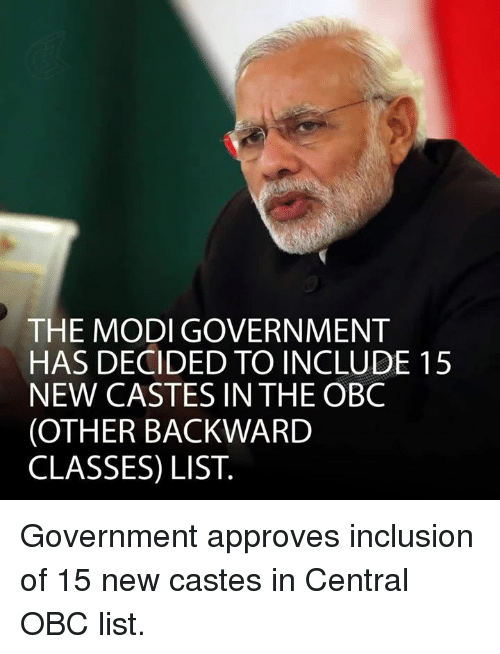 THE MODI GOVERNMENT
HAS DECIDED TO INCLUDE 15
NEW CASTES IN THE OBC
(OTHER BACKWARD
CLASSES) LIST.
Government approves inclusion
of 15 new castes in Central
OBC list.